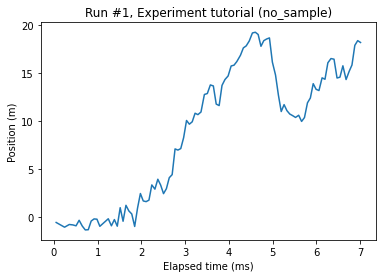 Run #1, Experiment tutorial (no_sample)
20
15
10
5
0
Position (m)
0 1 2 3 4 5 6 7
Elapsed time (ms)